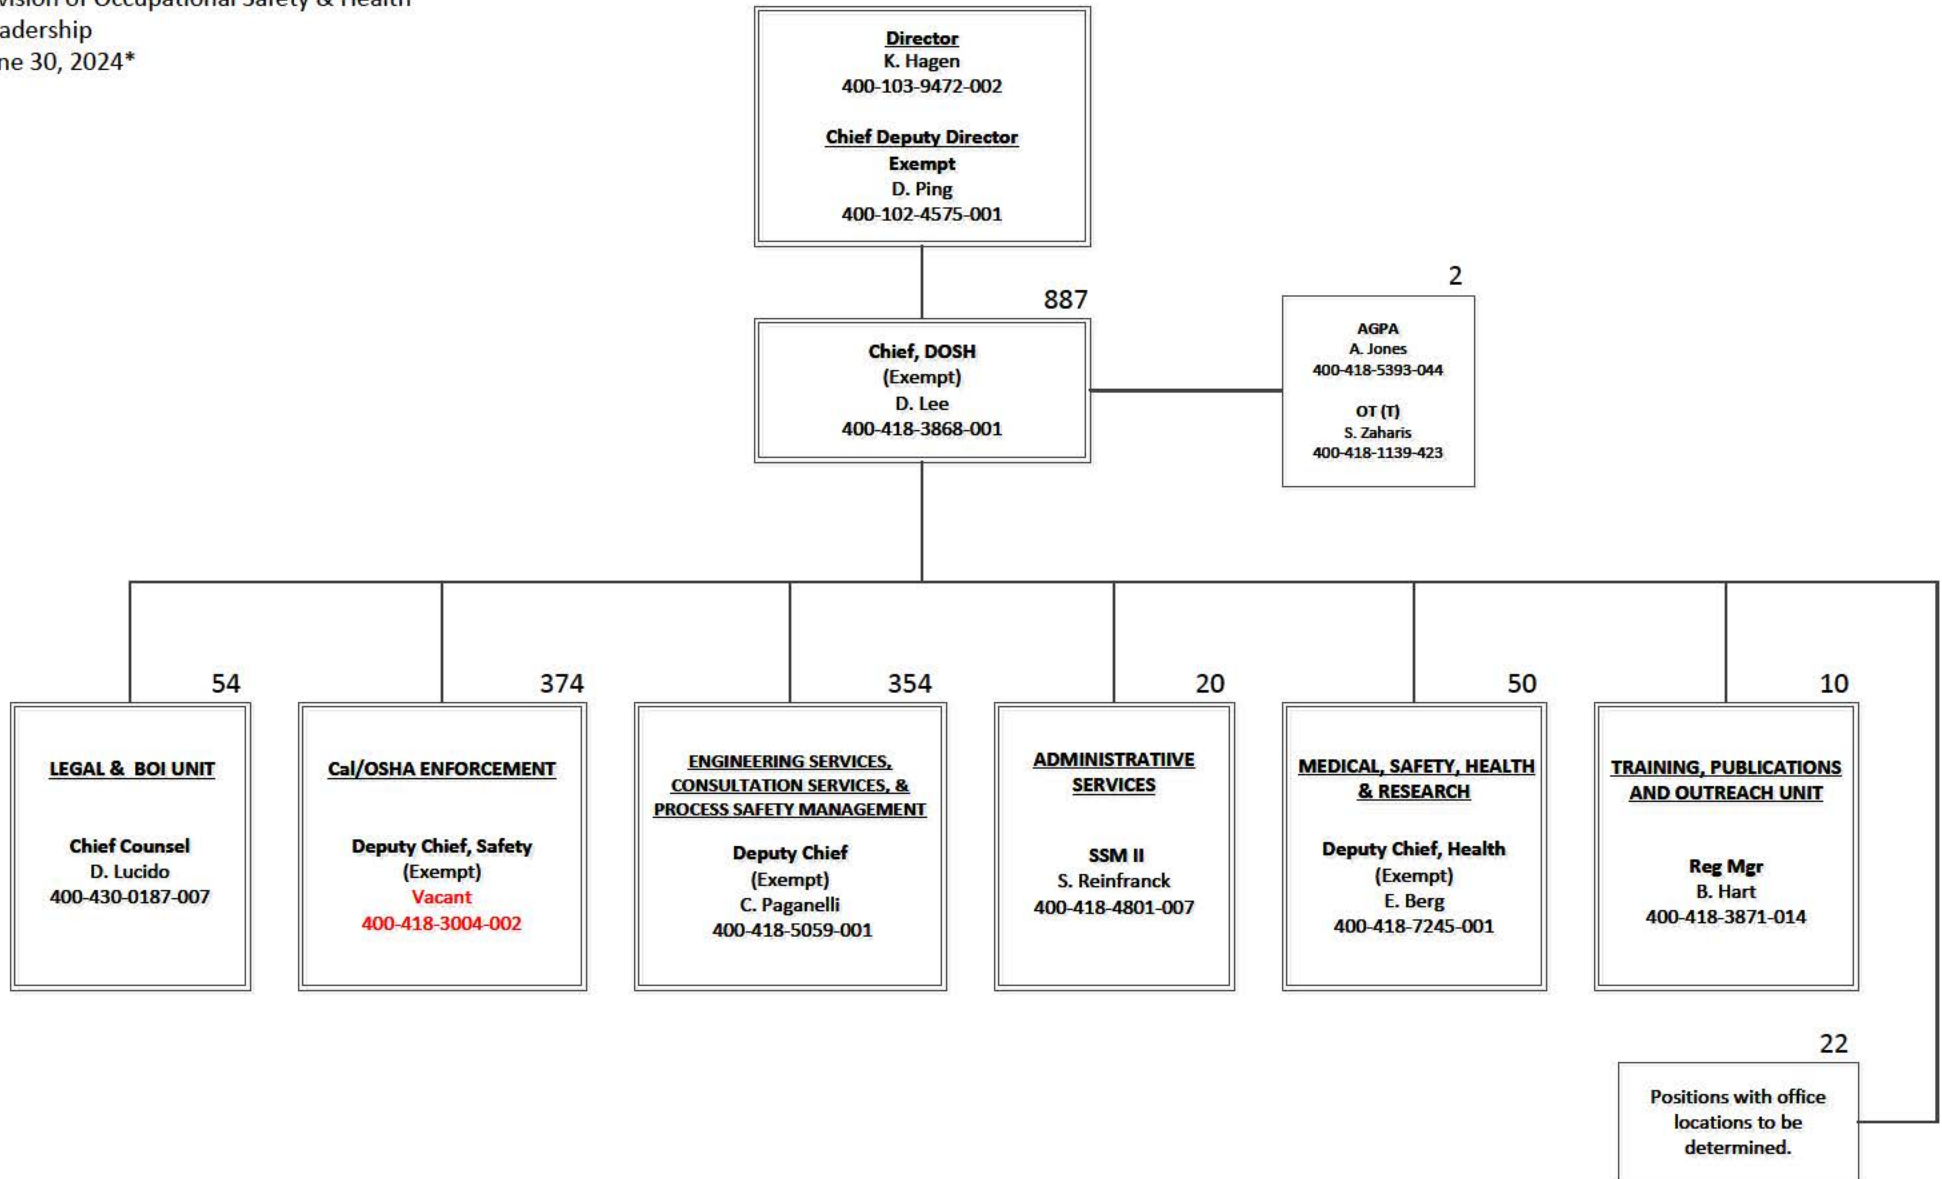 vision of Occupational Safety & Health
adership
ne 30, 2024*
Director
K. Hagen
400-103-9472-002
Chief Deputy Director
Exempt
D. Ping
400-102-4575-001
887
Chief, DOSH
(Exempt)
D. Lee
400-418-3868-001
2
AGPA
A. Jones
400-418-5393-044
OT (T)
S. Zaharis
400-418-1139-423
54
LEGAL & BOI UNIT
Chief Counsel
D. Lucido
400-430-0187-007
374
Cal/OSHA ENFORCEMENT
Deputy Chief, Safety
(Exempt)
Vacant
400-418-3004-002
354
ENGINEERING SERVICES,
CONSULTATION SERVICES, &
PROCESS SAFETY MANAGEMENT
Deputy Chief
(Exempt)
C. Paganelli
400-418-5059-001
20
ADMINISTRATIIVE
SERVICES
SSM II
S. Reinfranck
400-418-4801-007
50
MEDICAL, SAFETY, HEALTH
& RESEARCH
Deputy Chief, Health
(Exempt)
E. Berg
400-418-7245-001
10
TRAINING, PUBLICATIONS
AND OUTREACH UNIT
Reg Mgr
B. Hart
400-418-3871-014
22
Positions with office
locations to be
determined.